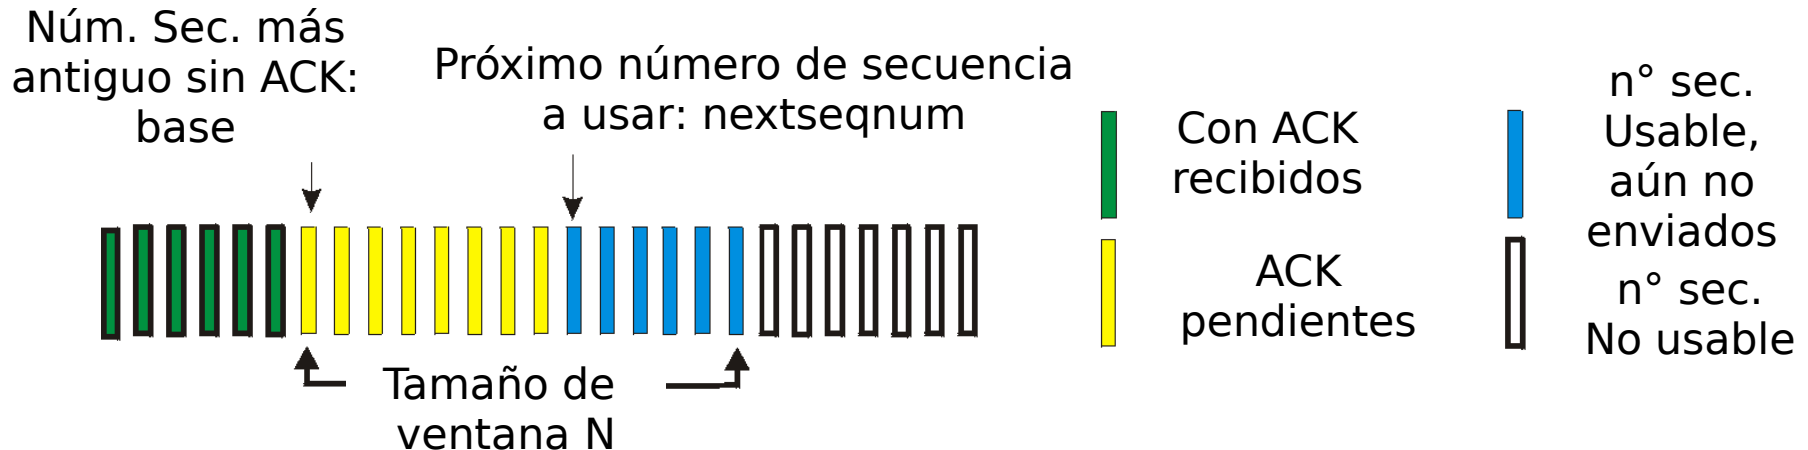 Núm. Sec. más
antiguo sin ACK:
base
Próximo número de secuencia
a usar: nextseqnum
Tamaño de
ventana N
Con ACK
recibidos
ACK
pendientes
n° sec.
Usable,
aún no
enviados
n° sec.
No usable